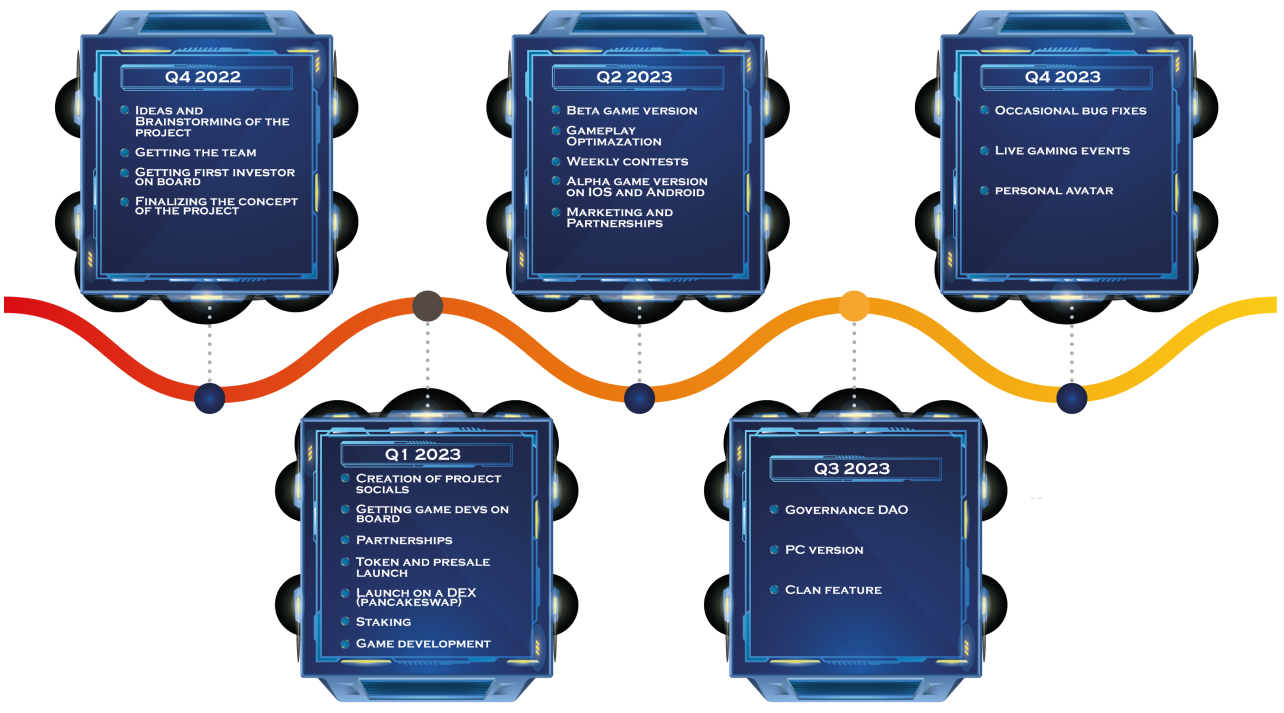 Q4 2022
Ideas and
Brainstorming of the
project
Getting the team
Getting first investor
on board
Finalizing the concept
of the project
Q1 2023
Creation of project
socials
Getting game devs on
board
Partnerships
Token and presale
launch
Launch on a DEX
(pancakeswap)
Staking
Game development
Q2 2023
Beta game version
Gameplay
Optimazation
Weekly contests
Alpha game version
on IOS and Android
Marketing and
Partnerships
Q3 2023
Governance DAO
PC version
Clan feature
Q4 2023
Occasional bug fixes
Live gaming events
personal avatar